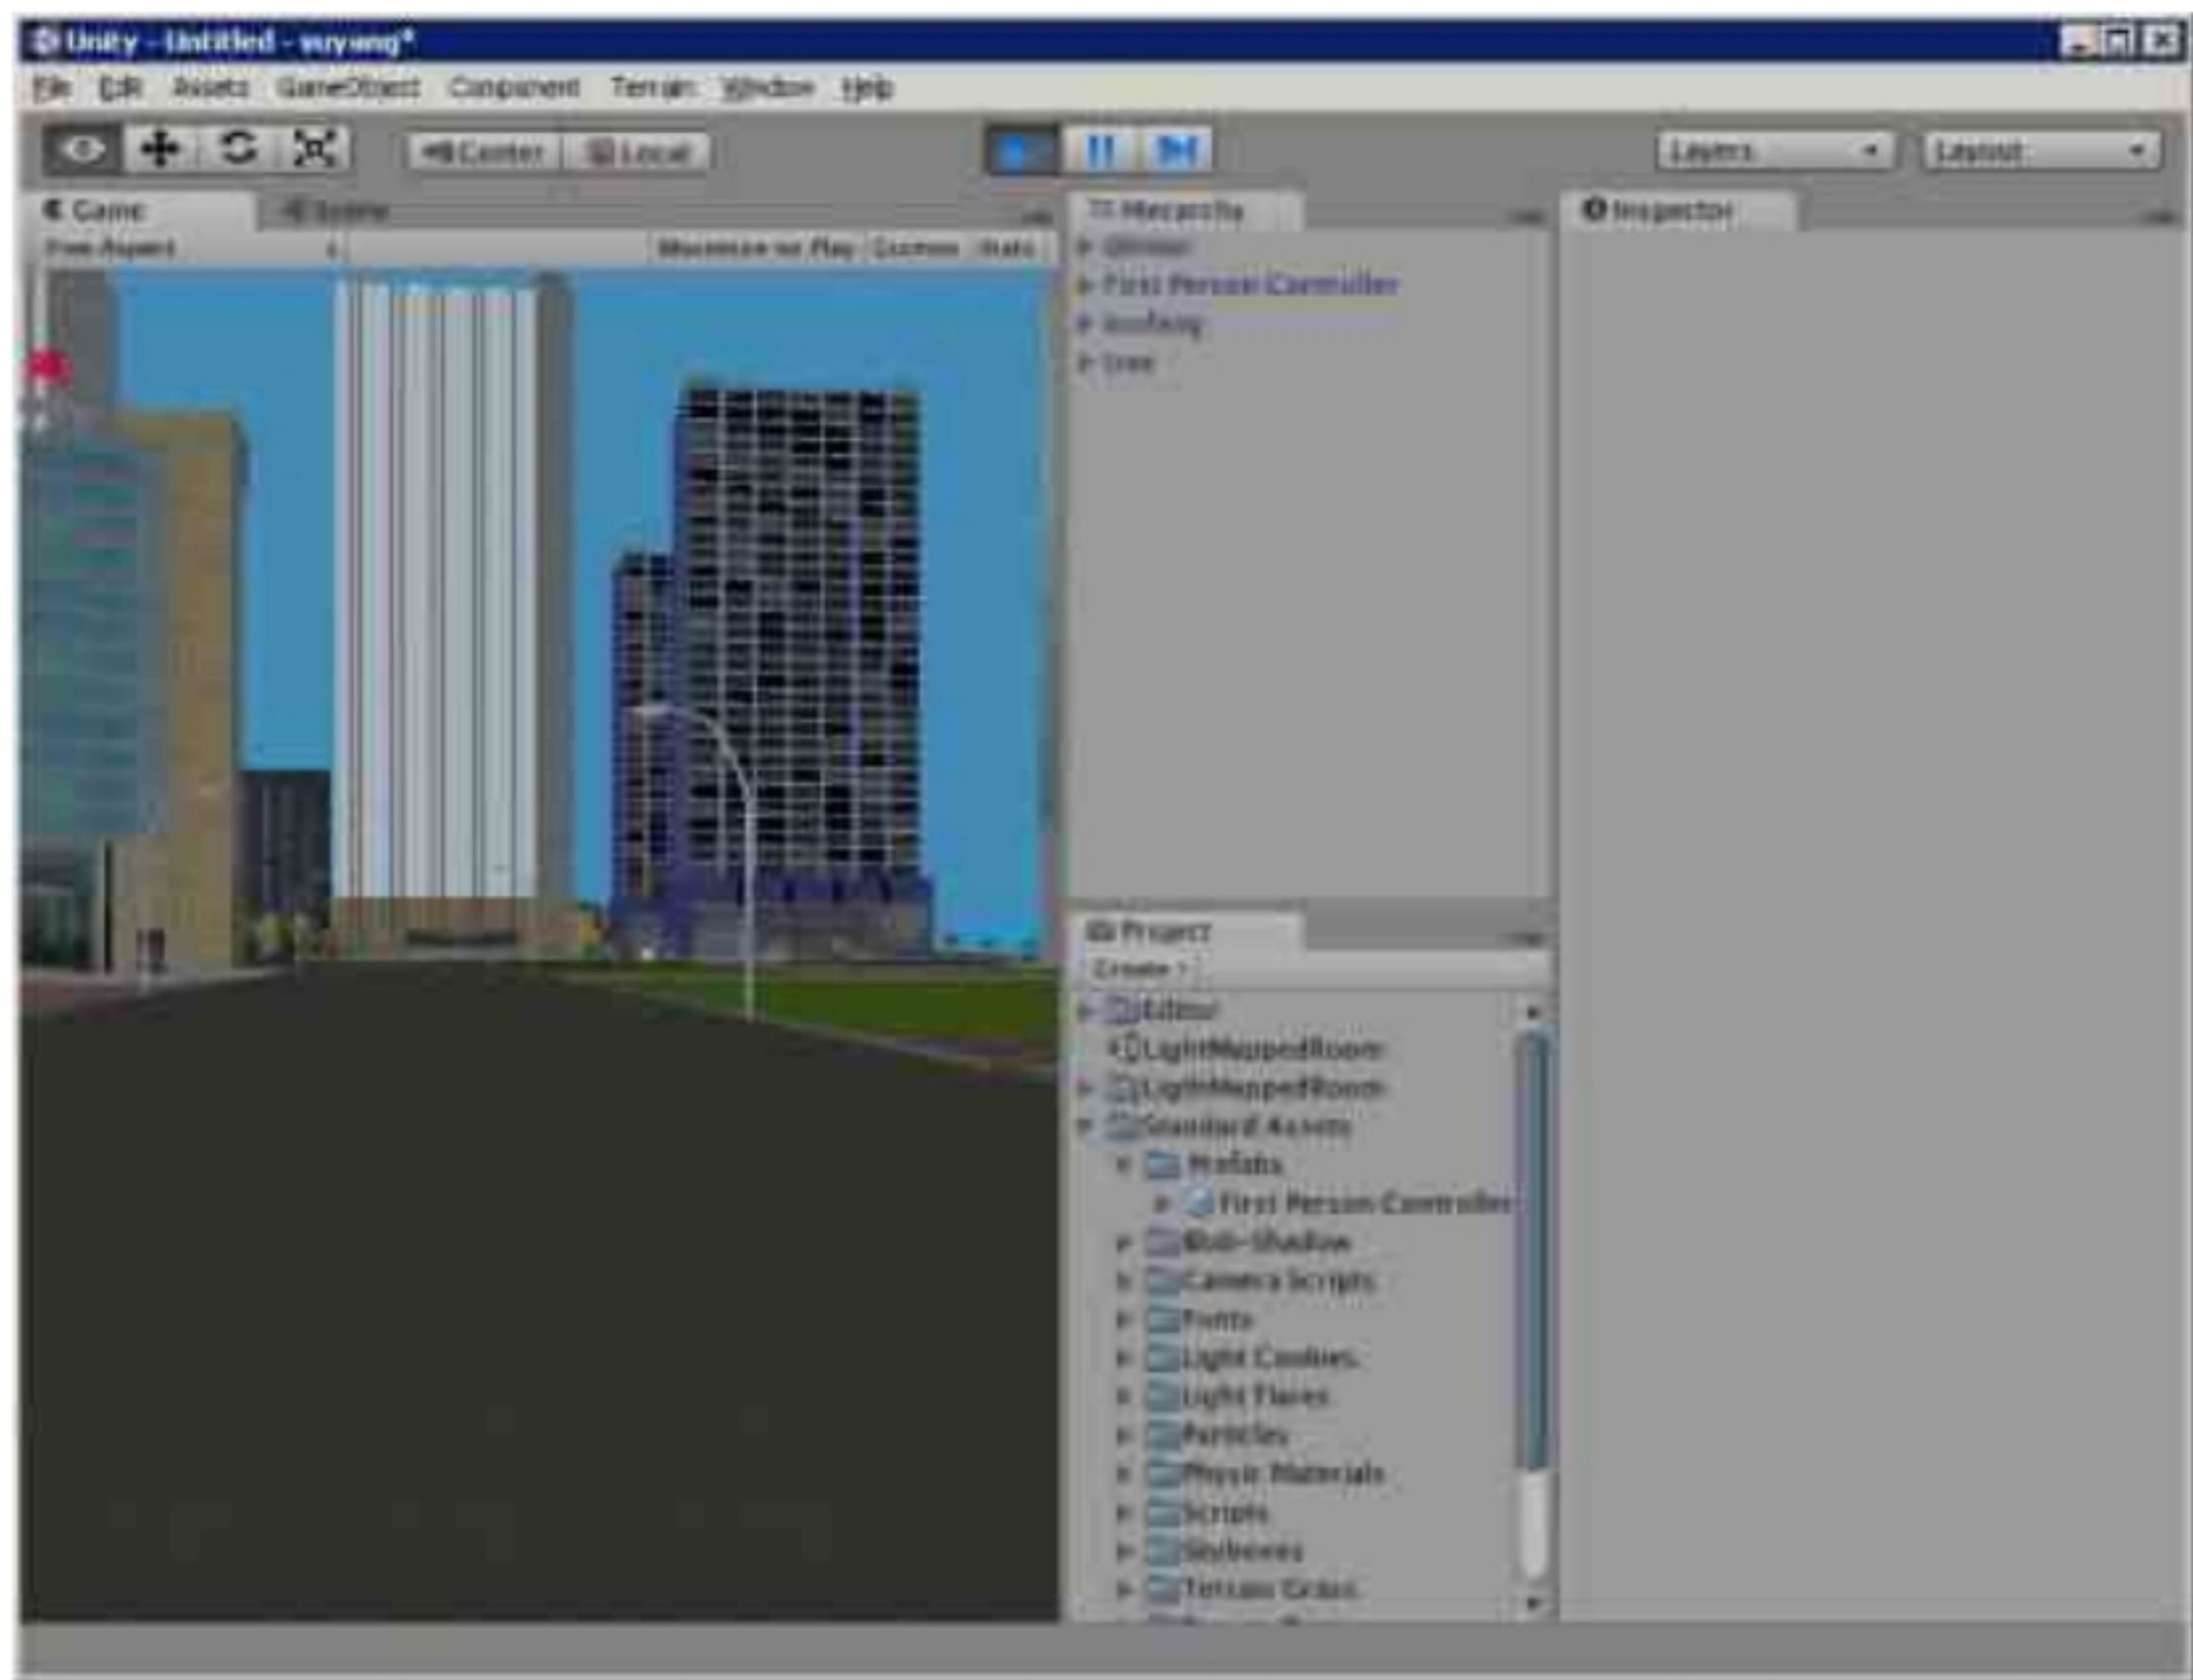 Unity - Untitled - wuyang*
File Edit Assets GameObject Component Terrain Window Help
Center Local Layers Layout
Game Scene
Free Aspect Maximize on Play Gizmos Stats
Hierarchy
First Person Controller
tree
Inspector
Project
Create
Editor
LightMappedRoom
LightMappedRoom
Standard Assets
Prefabs
First Person Controller
Blob-Shadow
Camera Scripts
Fonts
Light Cookies
Light Flares
Particles
Physic Materials
Scripts
Skyboxes
Terrain Grass